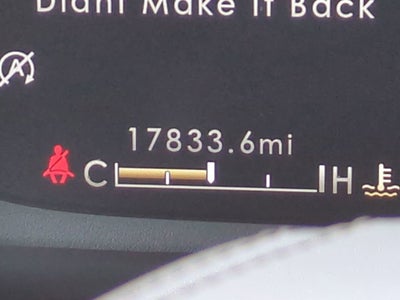 Didnt Make It Back
A
17833.6mi
C H